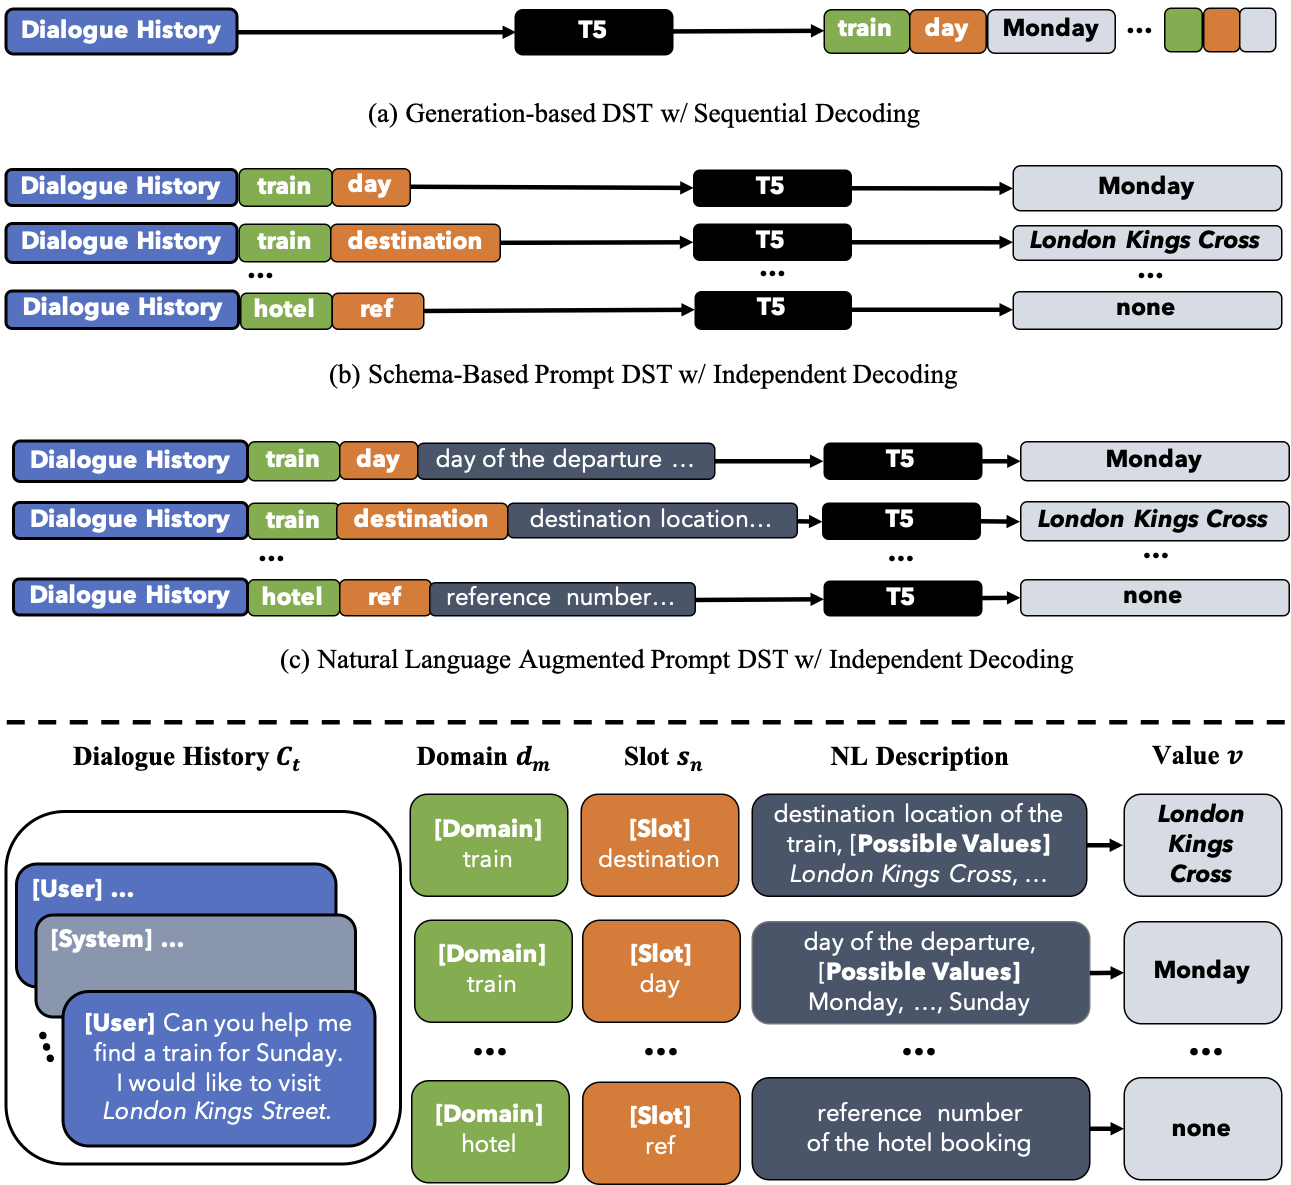 Dialogue History T5 train day Monday ...
(a) Generation-based DST w/ Sequential Decoding
Dialogue History train day T5 Monday
Dialogue History train destination T5 London Kings Cross
... ... ...
Dialogue History hotel ref T5 none
(b) Schema-Based Prompt DST w/ Independent Decoding
Dialogue History train day day of the departure ... T5 Monday
Dialogue History train destination destination location... T5 London Kings Cross
... ... ...
Dialogue History hotel ref reference number... T5 none
(c) Natural Language Augmented Prompt DST w/ Independent Decoding
Dialogue History C_t Domain d_m Slot s_n NL Description Value v
[User] ...
[System] ...
[User] Can you help me
find a train for Sunday.
I would like to visit
London Kings Street.
[Domain]
train
[Slot]
destination
destination location of the
train, [Possible Values]
London Kings Cross, ...
London
Kings
Cross
[Domain]
train
[Slot]
day
day of the departure,
[Possible Values]
Monday, ..., Sunday
Monday
... ... ... ...
[Domain]
hotel
[Slot]
ref
reference number
of the hotel booking
none